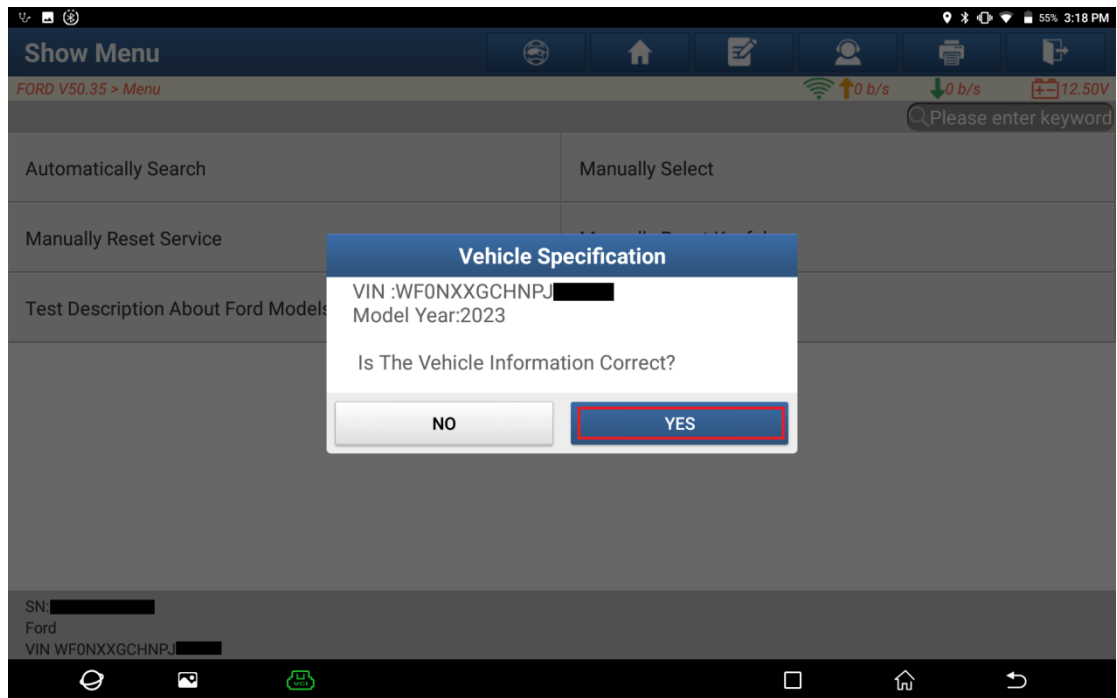 55% 3:18 PM
Show Menu
FORD V50.35 > Menu
0 b/s
0 b/s
12.50V
Please enter keyword
Automatically Search
Manually Select
Manually Reset Service
Vehicle Specification
VIN :WF0NXXGCHNPJ
Model Year:2023
Is The Vehicle Information Correct?
NO
YES
Test Description About Ford Models
SN:
Ford
VIN WF0NXXGCHNPJ
VCI